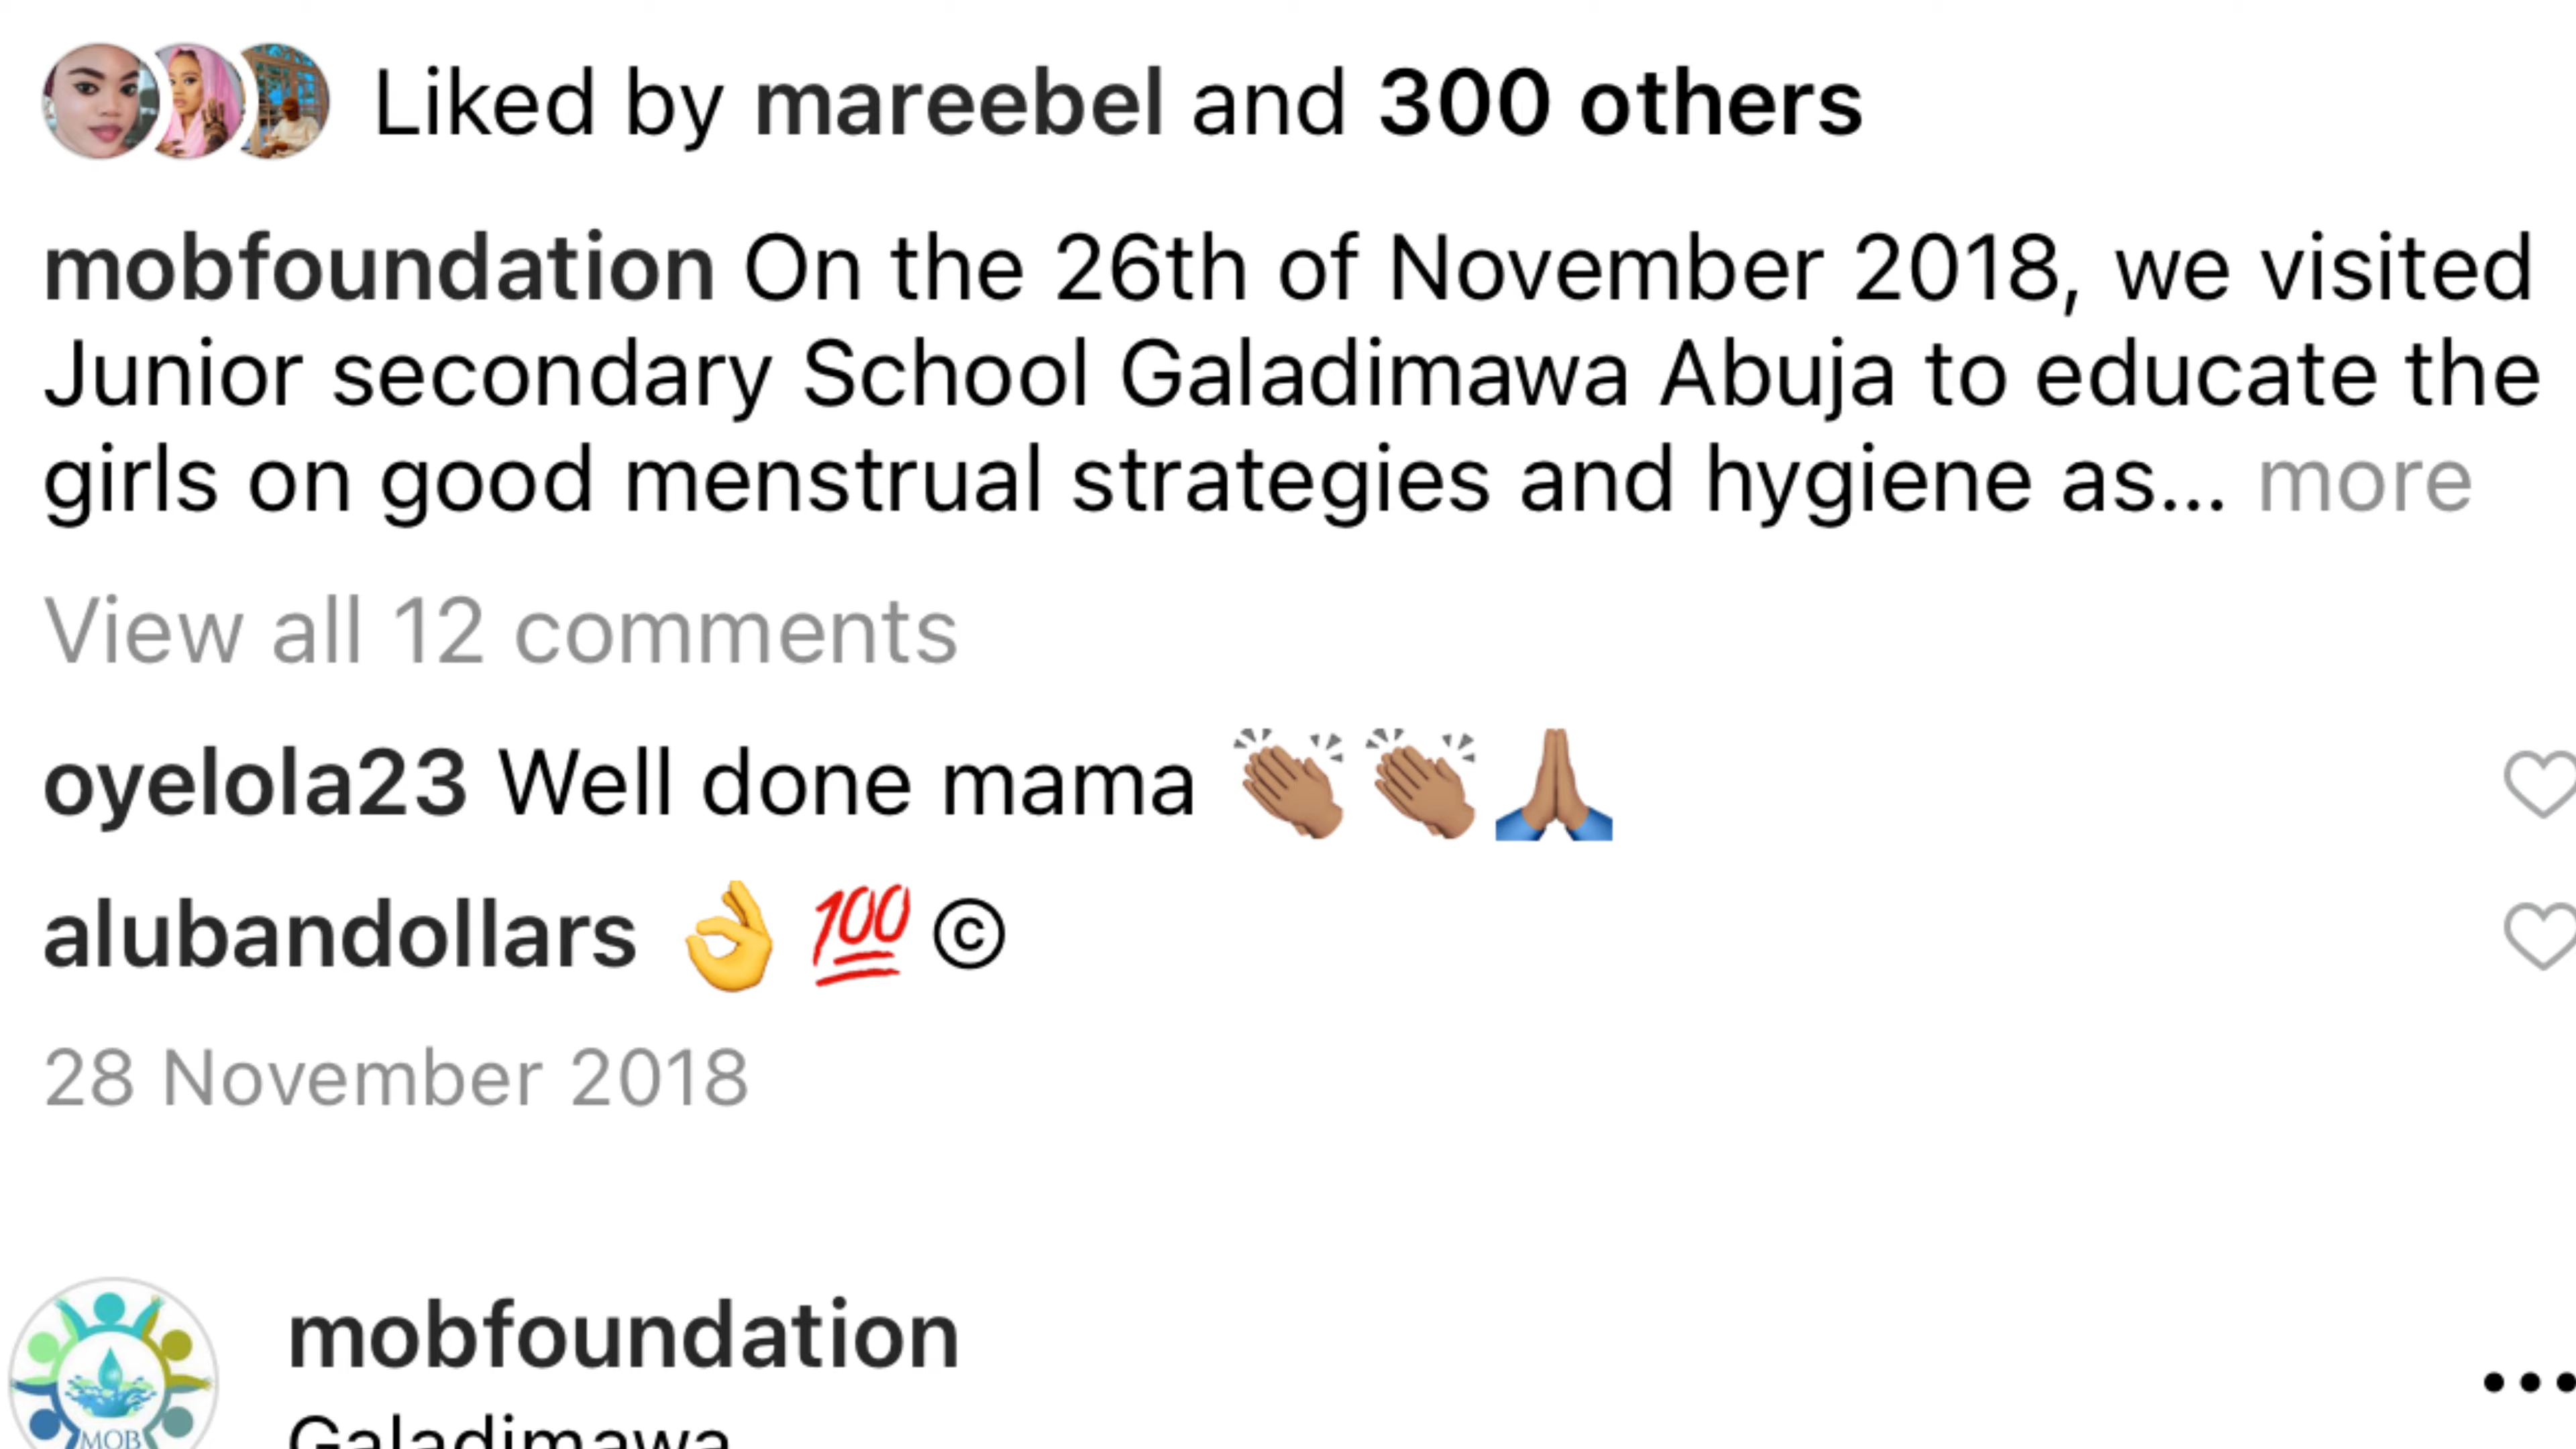 Liked by mareebel and 300 others
mobfoundation On the 26th of November 2018, we visited
Junior secondary School Galadimawa Abuja to educate the
girls on good menstrual strategies and hygiene as... more
View all 12 comments
oyelola23 Well done mama 👏🏽👏🏽🙏🏽
alubandollars 👌💯©
28 November 2018
mobfoundation
Galadimawa
MOB